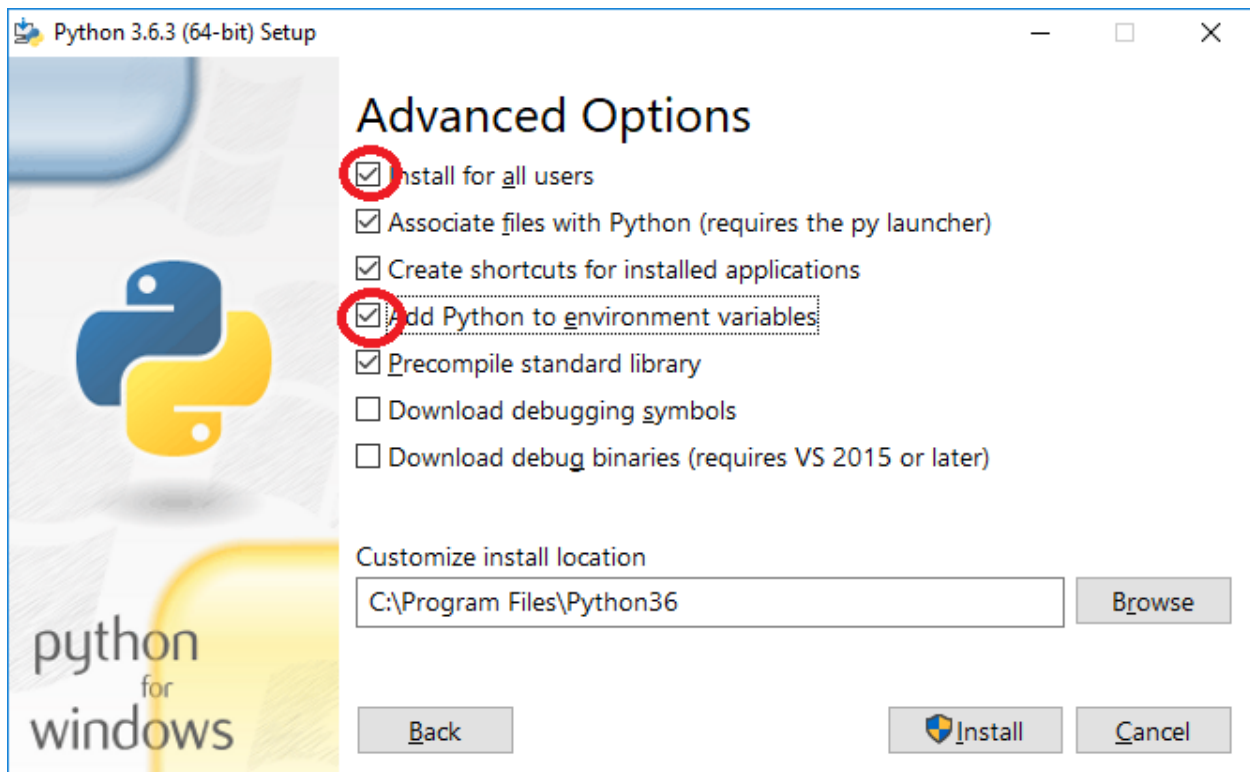 Python 3.6.3 (64-bit) Setup
Advanced Options
Install for all users
Associate files with Python (requires the py launcher)
Create shortcuts for installed applications
Add Python to environment variables
Precompile standard library
Download debugging symbols
Download debug binaries (requires VS 2015 or later)
Customize install location
C:\Program Files\Python36
Browse
python
for
windows
Back
Install
Cancel